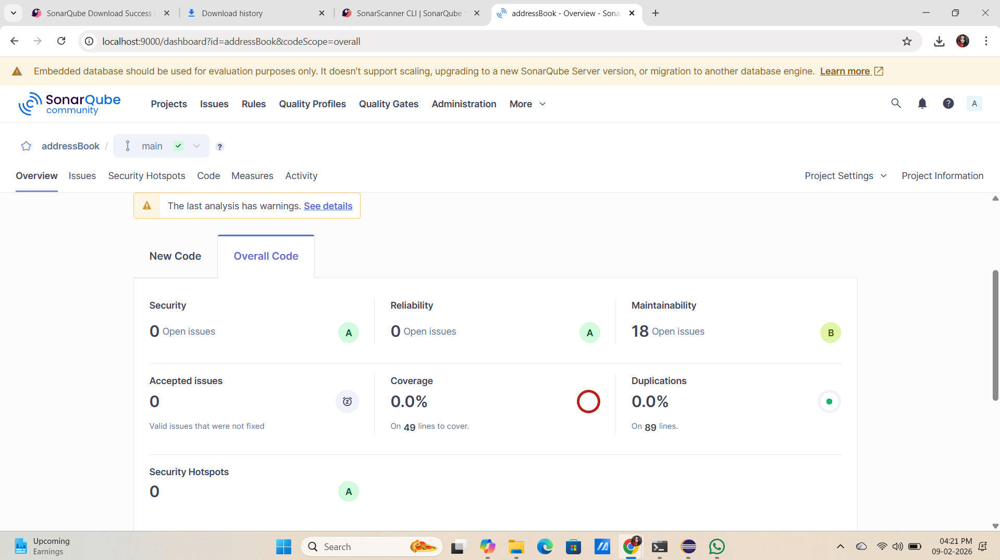 SonarQube Download Success
Download history
SonarScanner CLI | SonarQube
addressBook - Overview - Sona
localhost:9000/dashboard?id=addressBook&codeScope=overall
Embedded database should be used for evaluation purposes only. It doesn't support scaling, upgrading to a new SonarQube Server version, or migration to another database engine. Learn more
SonarQube
community
Projects Issues Rules Quality Profiles Quality Gates Administration More
A
addressBook / main
Overview Issues Security Hotspots Code Measures Activity Project Settings Project Information
The last analysis has warnings. See details
New Code Overall Code
Security Reliability Maintainability
0 Open issues A 0 Open issues A 18 Open issues B
Accepted issues Coverage Duplications
0 0.0% 0.0%
Valid issues that were not fixed On 49 lines to cover. On 89 lines.
Security Hotspots
0 A
Upcoming
Earnings
Search
04:21 PM
09-02-2026